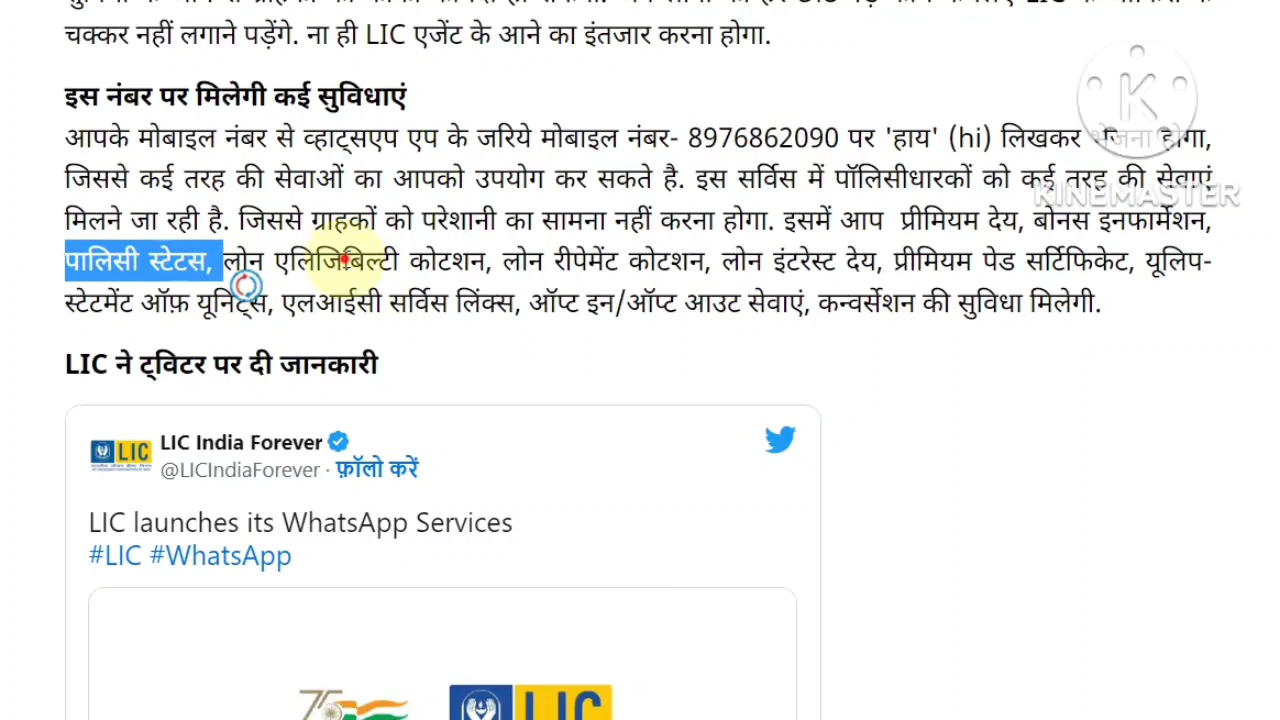 चक्कर नहीं लगाने पड़ेंगे. ना ही LIC एजेंट के आने का इंतजार करना होगा.
इस नंबर पर मिलेगी कई सुविधाएं
आपके मोबाइल नंबर से व्हाट्सएप एप के जरिये मोबाइल नंबर- 8976862090 पर 'हाय' (hi) लिखकर भेजना होगा,
जिससे कई तरह की सेवाओं का आपको उपयोग कर सकते है. इस सर्विस में पॉलिसीधारकों को कई तरह की सेवाएं
KINEMASTER
मिलने जा रही है. जिससे ग्राहकों को परेशानी का सामना नहीं करना होगा. इसमें आप प्रीमियम देय, बोनस इनफार्मेशन,
पालिसी स्टेटस, लोन एलिजिबिल्टी कोटशन, लोन रीपेमेंट कोटशन, लोन इंटरेस्ट देय, प्रीमियम पेड सर्टिफिकेट, यूलिप-
स्टेटमेंट ऑफ़ यूनिट्स, एलआईसी सर्विस लिंक्स, ऑप्ट इन/ऑप्ट आउट सेवाएं, कन्वर्सेशन की सुविधा मिलेगी.
LIC ने ट्विटर पर दी जानकारी
LIC
LIC India Forever
@LICIndiaForever · फ़ॉलो करें
LIC launches its WhatsApp Services
#LIC #WhatsApp
75
LIC